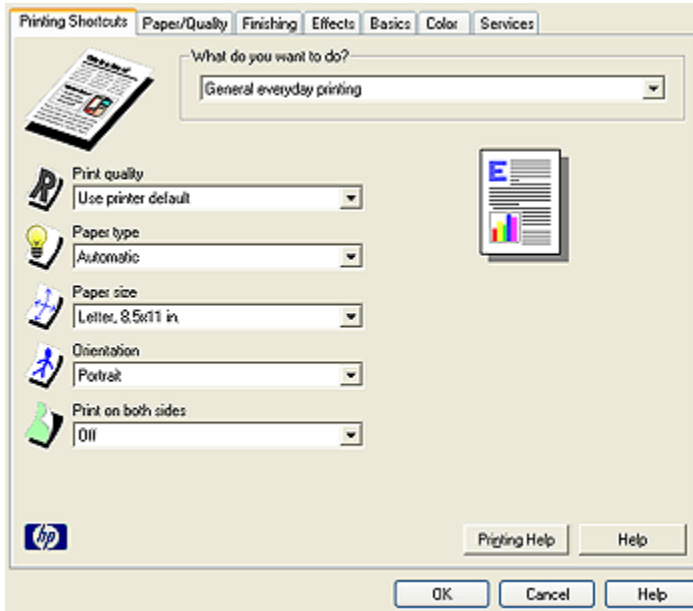 Printing Shortcuts Paper/Quality Finishing Effects Basics Color Services
What do you want to do?
General everyday printing
Print quality
Use printer default
Paper type
Automatic
Paper size
Letter, 8.5x11 in.
Orientation
Portrait
Print on both sides
Off
E
hp
Printing Help Help
OK Cancel Help